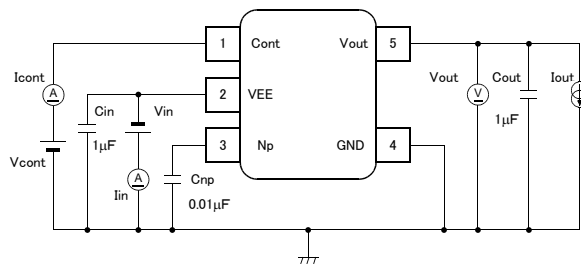 1 Cont Vout 5
Icont
A
Vcont
2 VEE
Cin
1μF
Vin
A
Iin
3 Np GND 4
Cnp
0.01μF
Vout
V
Cout
1μF
Iout